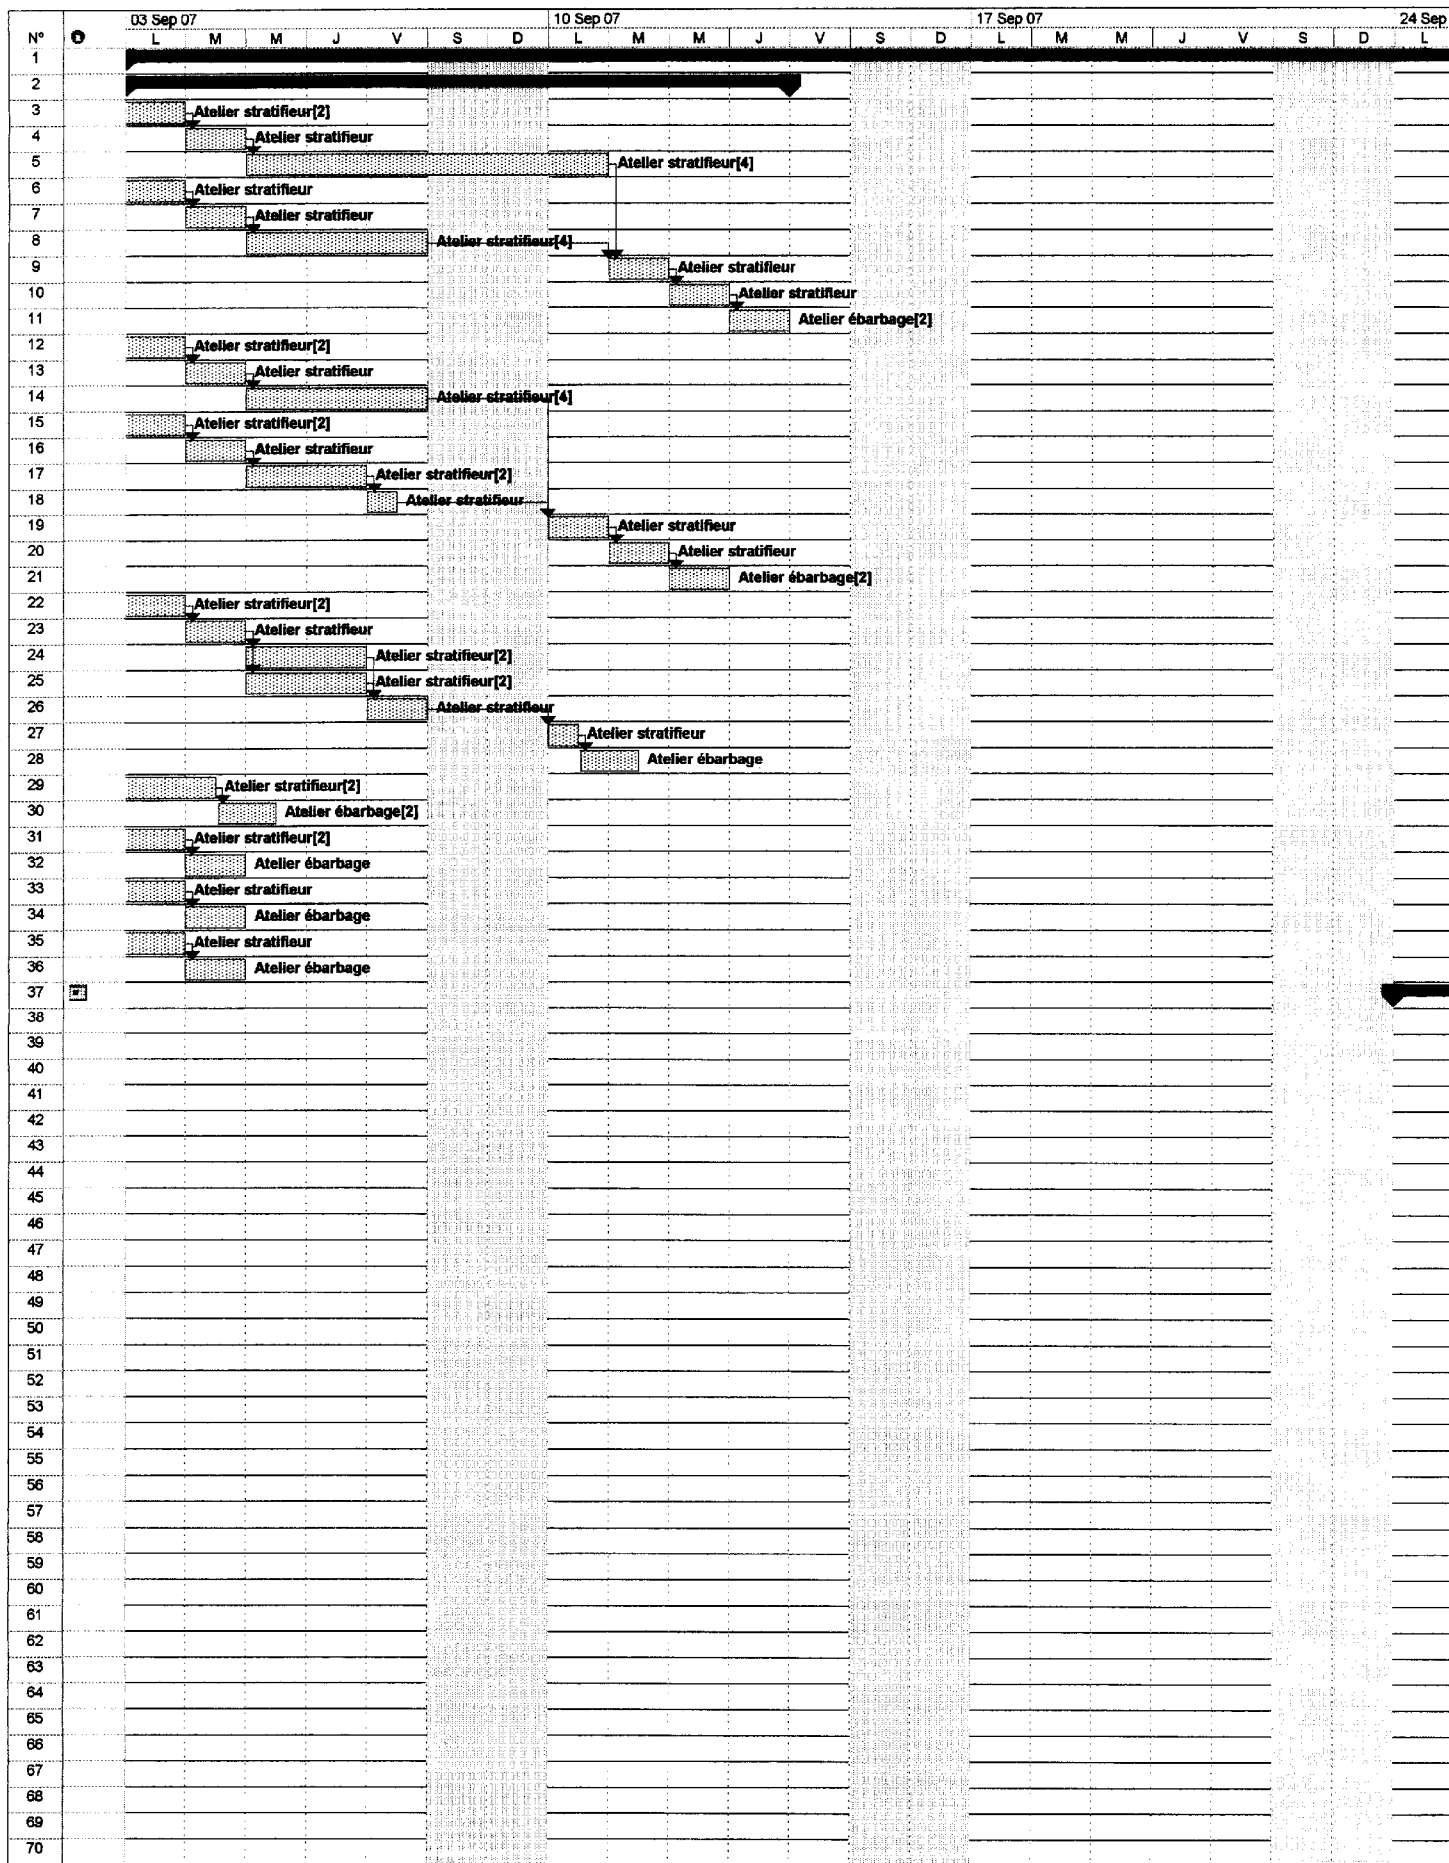 03 Sep 07 10 Sep 07 17 Sep 07 24 Sep
N° L M M J V S D L M M J V S D L M M J V S D L
1
2
3 Atelier stratifieur[2]
4 Atelier stratifieur
5 Atelier stratifieur[4]
6 Atelier stratifieur
7 Atelier stratifieur
8 Atelier stratifieur[4]
9 Atelier stratifieur
10 Atelier stratifieur
11 Atelier ébarbage[2]
12 Atelier stratifieur[2]
13 Atelier stratifieur
14 Atelier stratifieur[4]
15 Atelier stratifieur[2]
16 Atelier stratifieur
17 Atelier stratifieur[2]
18 Atelier stratifieur
19 Atelier stratifieur
20 Atelier stratifieur
21 Atelier ébarbage[2]
22 Atelier stratifieur[2]
23 Atelier stratifieur
24 Atelier stratifieur[2]
25 Atelier stratifieur[2]
26 Atelier stratifieur
27 Atelier stratifieur
28 Atelier ébarbage
29 Atelier stratifieur[2]
30 Atelier ébarbage[2]
31 Atelier stratifieur[2]
32 Atelier ébarbage
33 Atelier stratifieur
34 Atelier ébarbage
35 Atelier stratifieur
36 Atelier ébarbage
37
38
39
40
41
42
43
44
45
46
47
48
49
50
51
52
53
54
55
56
57
58
59
60
61
62
63
64
65
66
67
68
69
70